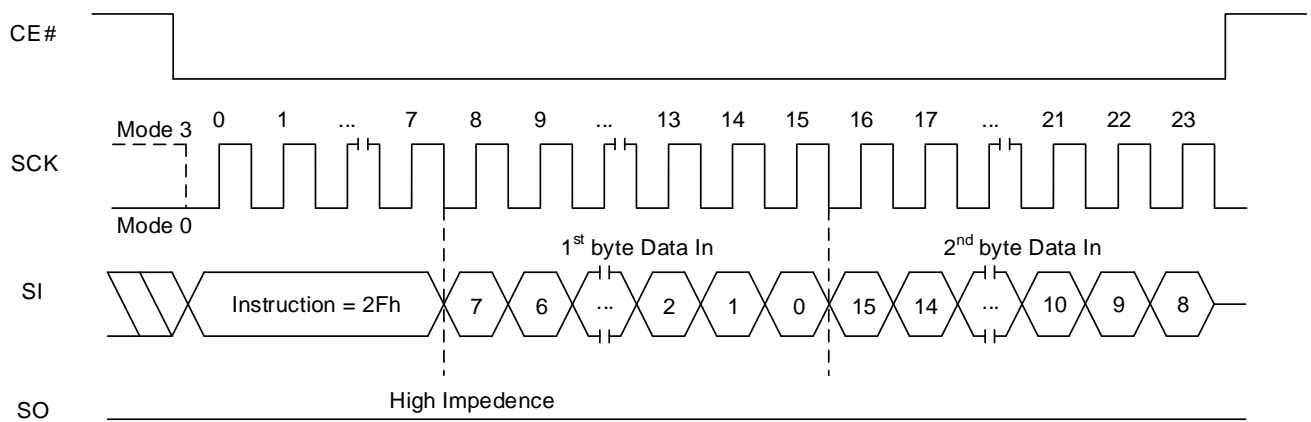 CE#
0 1 ... 7 8 9 ... 13 14 15 16 17 ... 21 22 23
Mode 3
SCK
Mode 0
1st byte Data In 2nd byte Data In
SI Instruction = 2Fh 7 6 ... 2 1 0 15 14 ... 10 9 8
High Impedence
SO